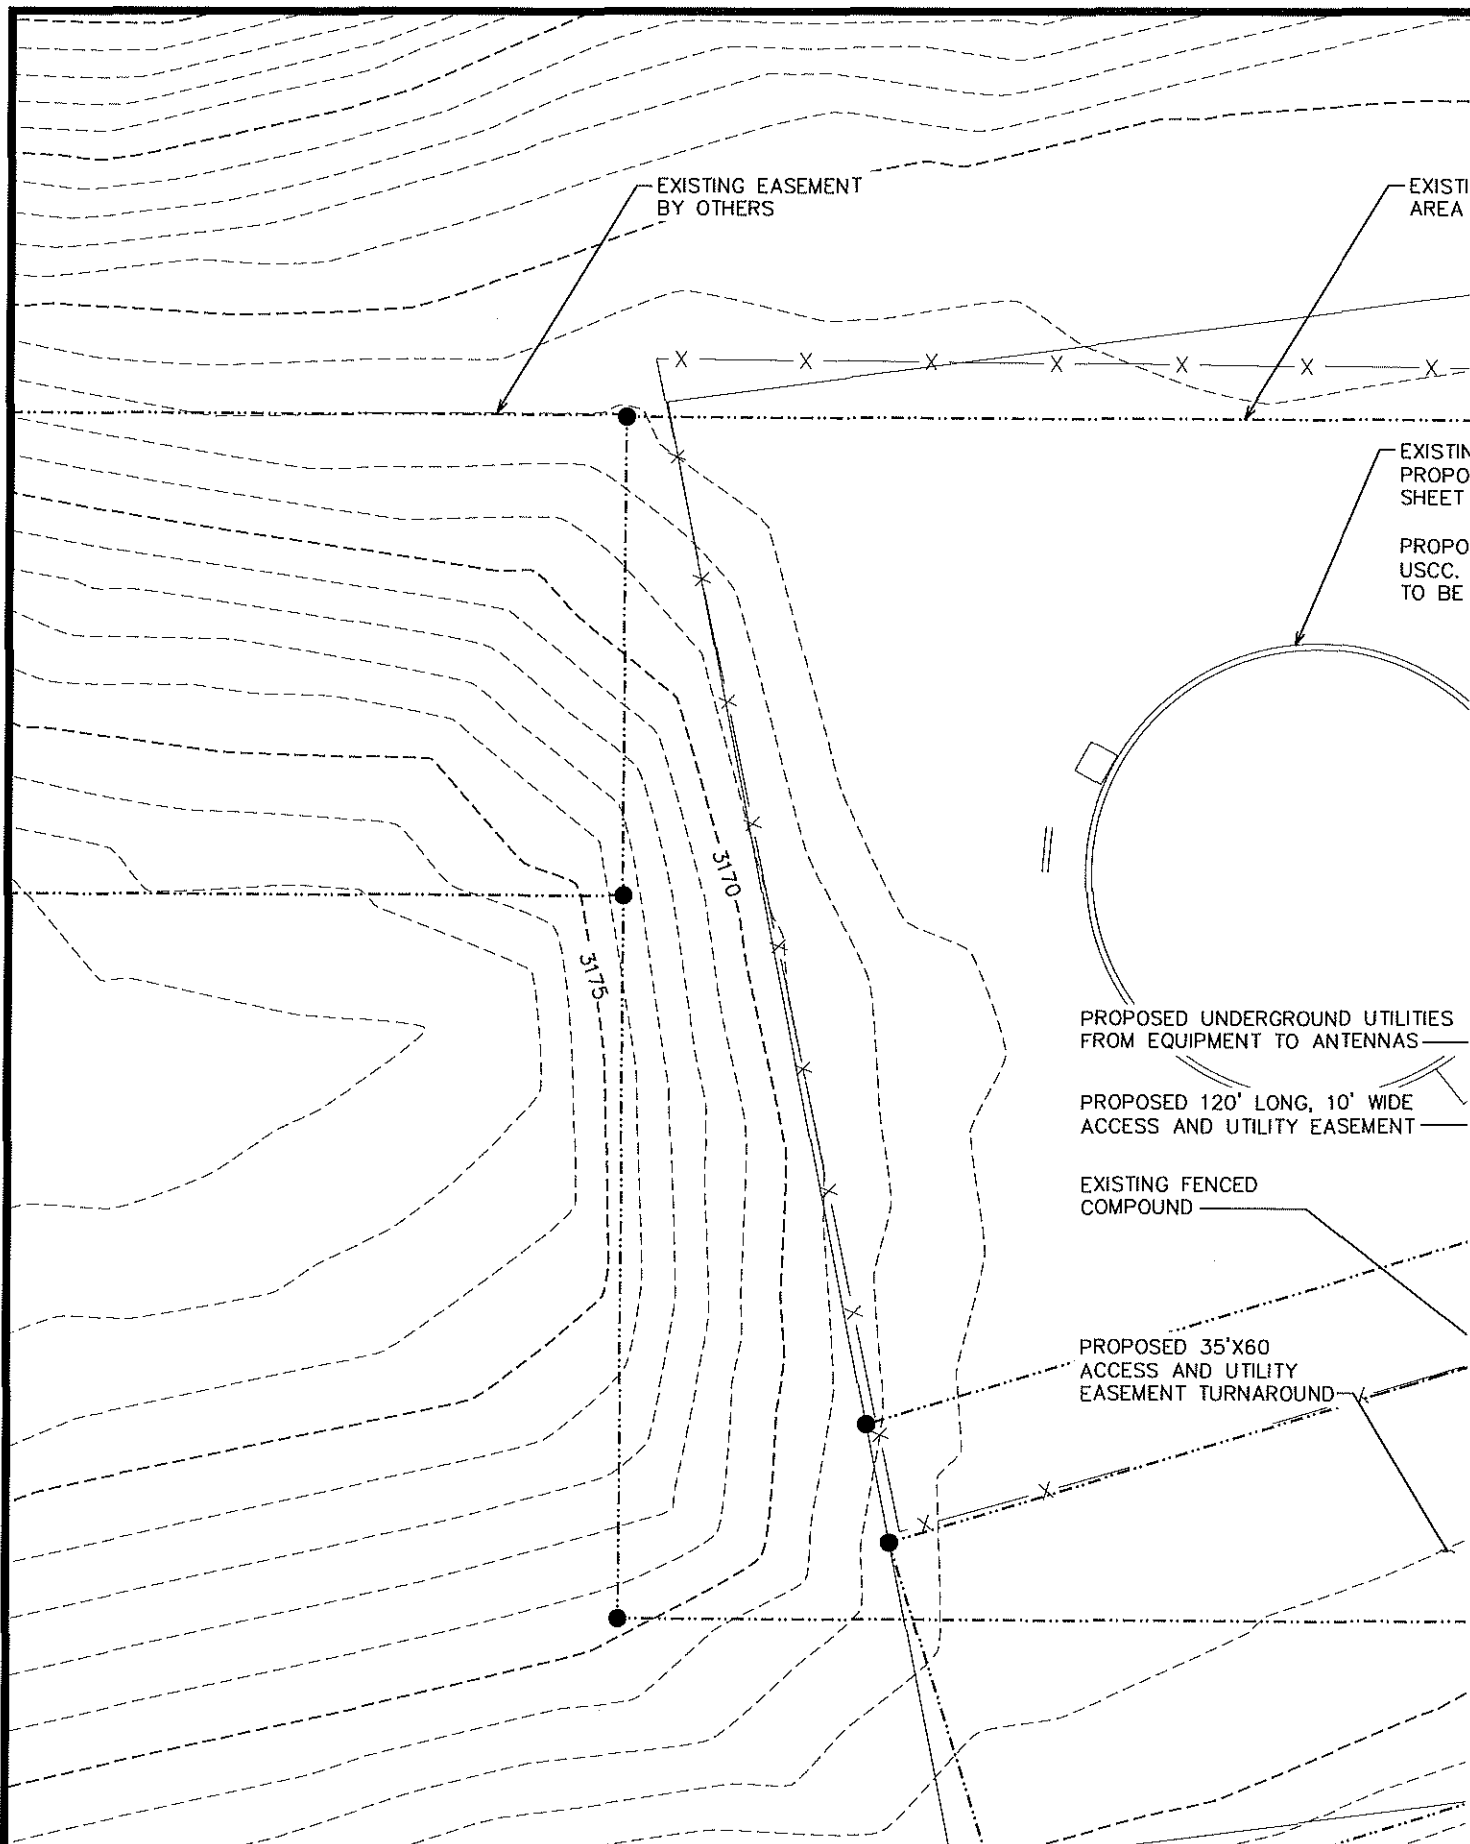 EXISTING EASEMENT
BY OTHERS
EXISTI
AREA
EXISTIN
PROPO
SHEET
PROPO
USCC.
TO BE
3170
3175
PROPOSED UNDERGROUND UTILITIES
FROM EQUIPMENT TO ANTENNAS
PROPOSED 120' LONG, 10' WIDE
ACCESS AND UTILITY EASEMENT
EXISTING FENCED
COMPOUND
PROPOSED 35'X60
ACCESS AND UTILITY
EASEMENT TURNAROUND